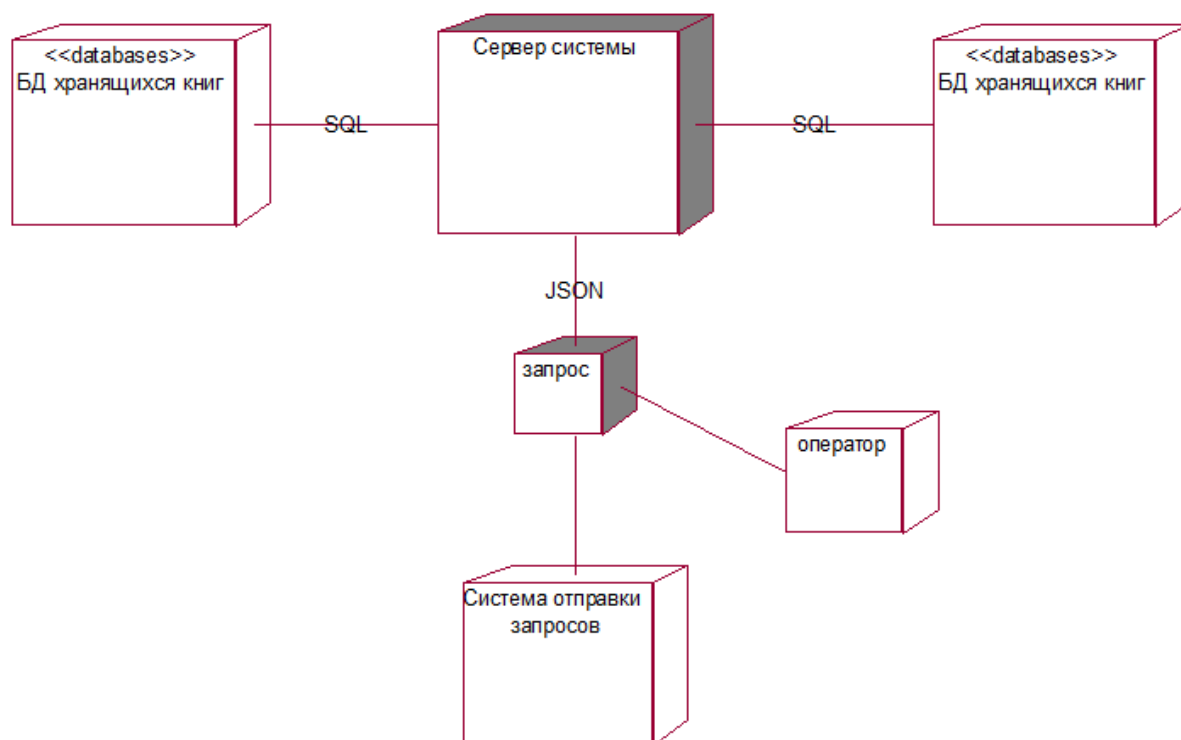 <<databases>>
БД хранящихся книг
Сервер системы
<<databases>>
БД хранящихся книг
SQL
SQL
JSON
запрос
оператор
Система отправки
запросов